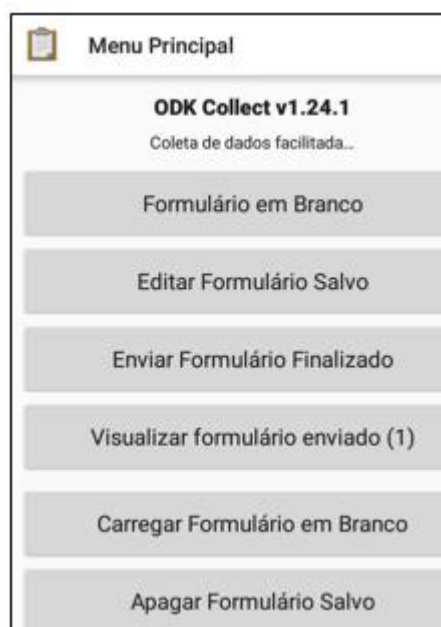 Menu Principal
ODK Collect v1.24.1
Coleta de dados facilitada...
Formulário em Branco
Editar Formulário Salvo
Enviar Formulário Finalizado
Visualizar formulário enviado (1)
Carregar Formulário em Branco
Apagar Formulário Salvo